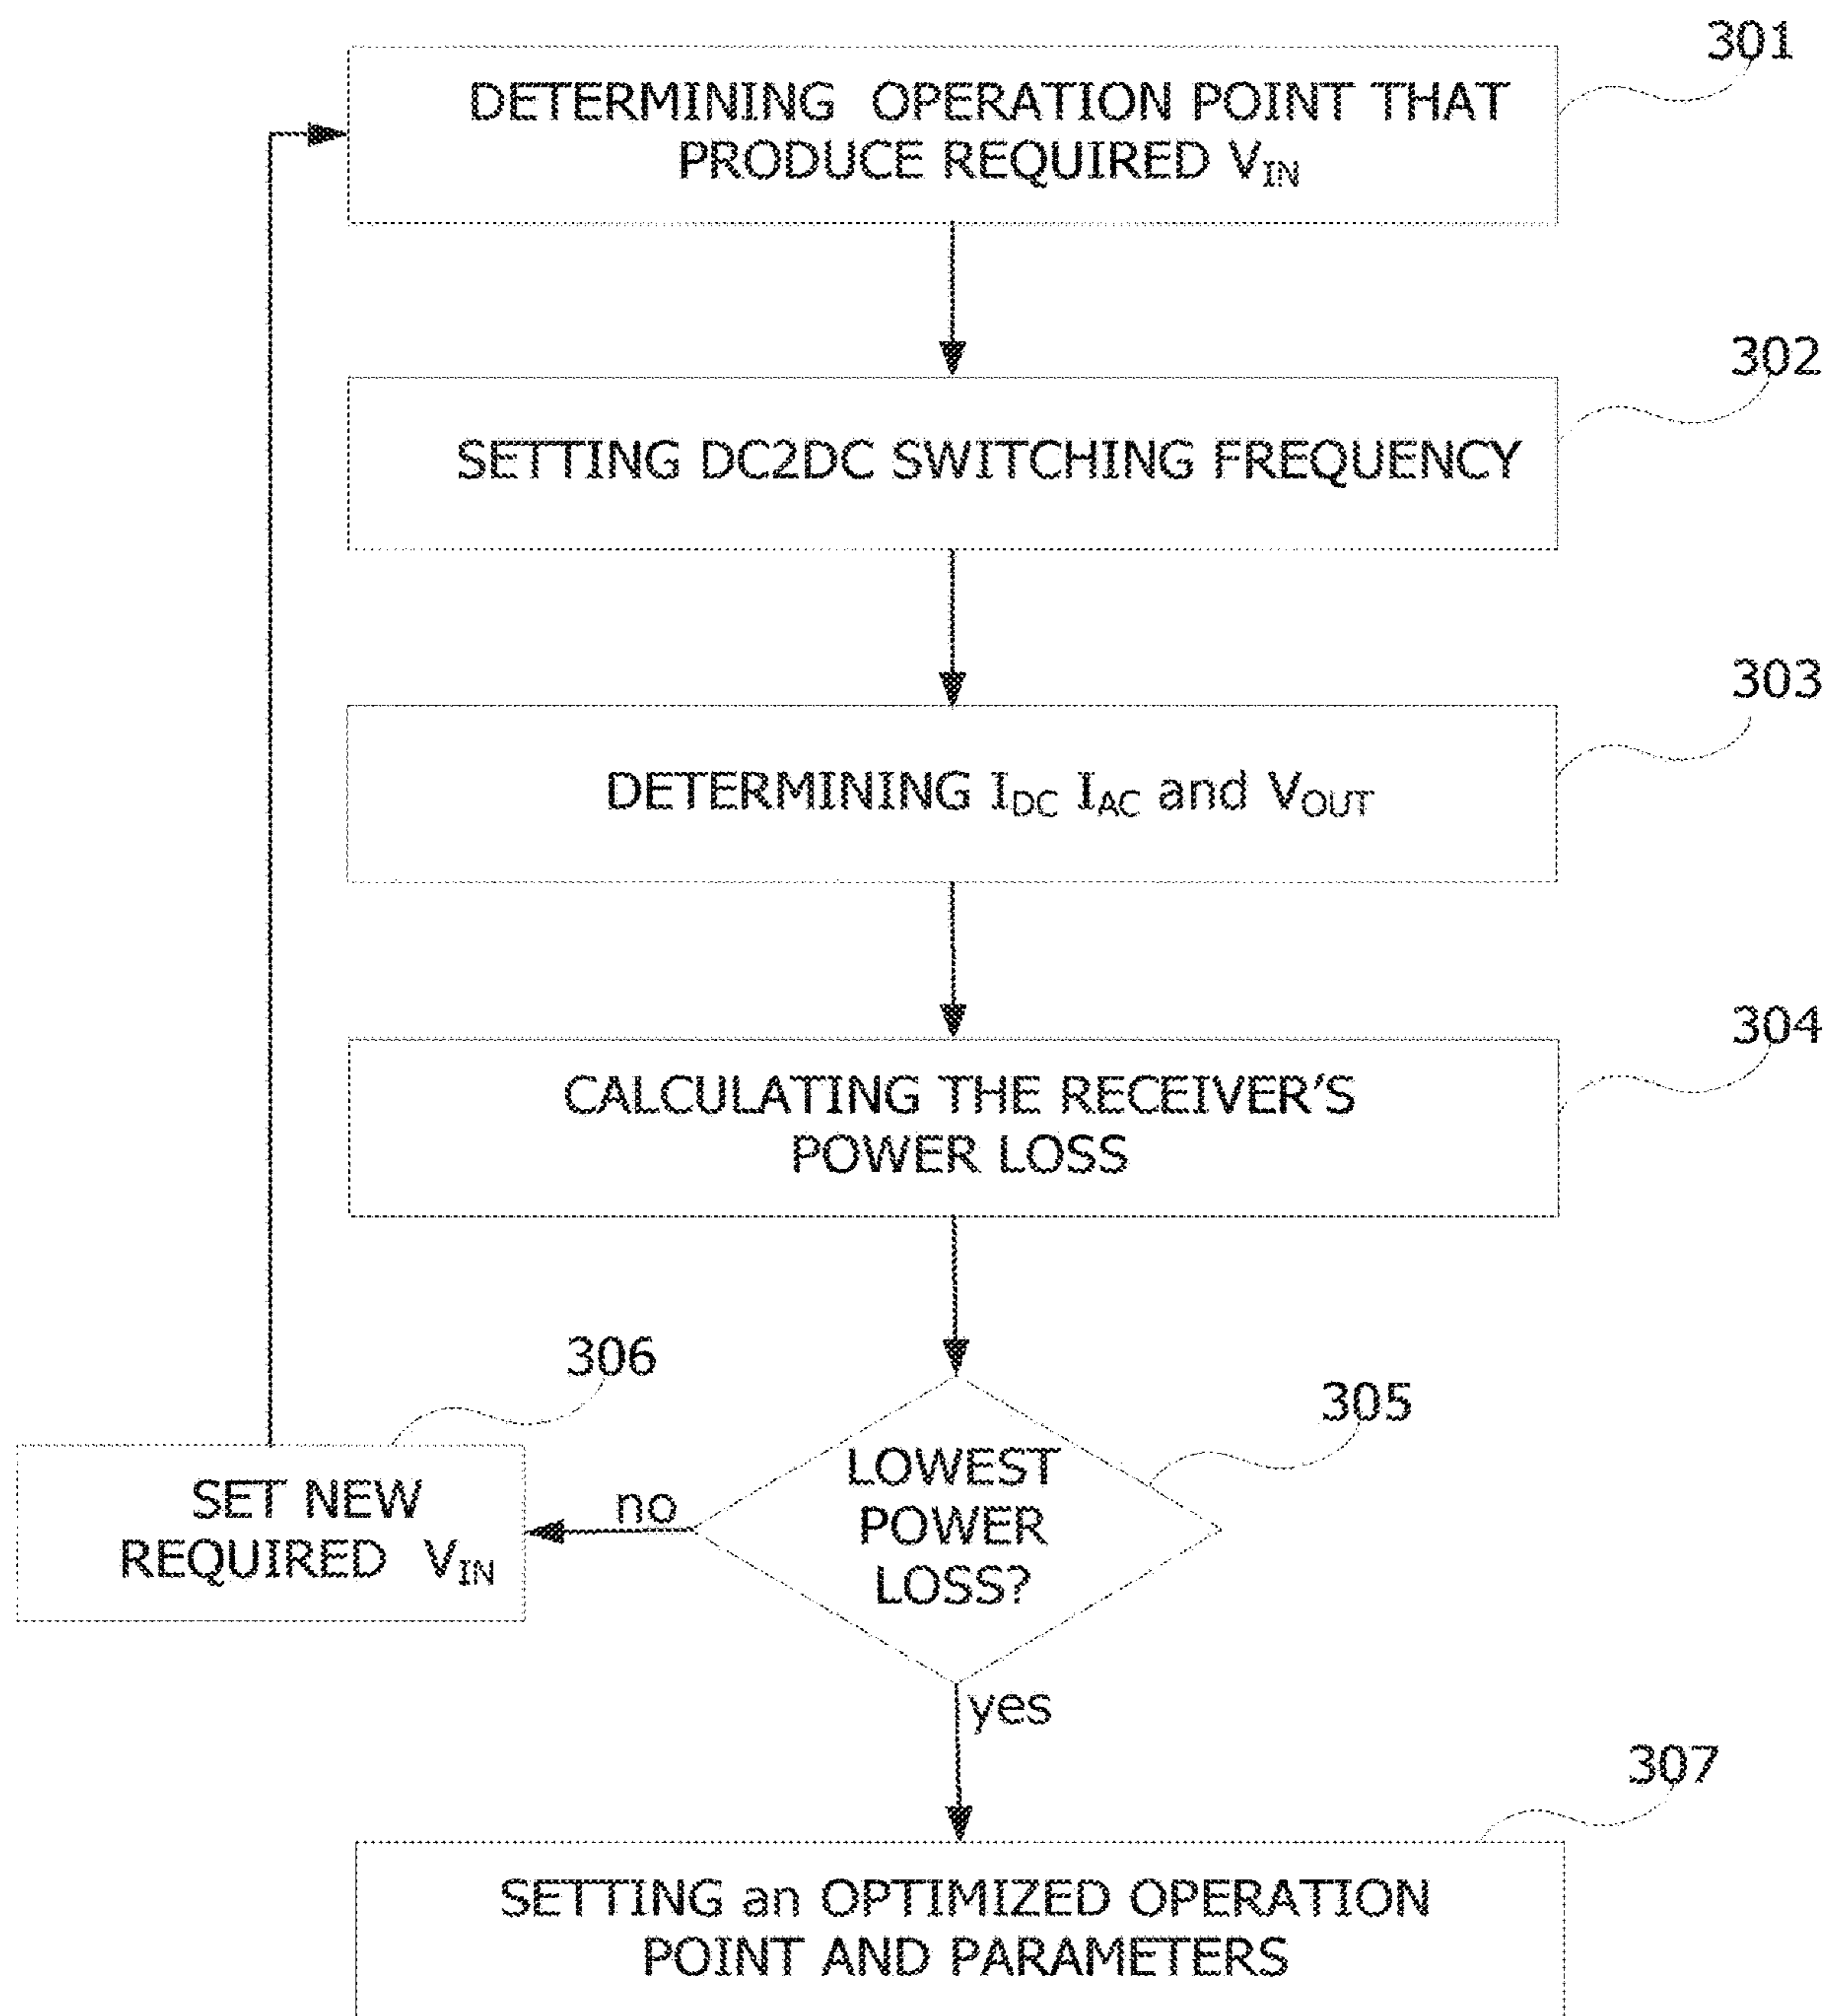 301
DETERMINING OPERATION POINT THAT
PRODUCE REQUIRED VIN
302
SETTING DC2DC SWITCHING FREQUENCY
303
DETERMINING IDC IAC and VOUT
304
CALCULATING THE RECEIVER'S
POWER LOSS
306
305
SET NEW
REQUIRED VIN
no
LOWEST
POWER
LOSS?
yes
307
SETTING an OPTIMIZED OPERATION
POINT AND PARAMETERS